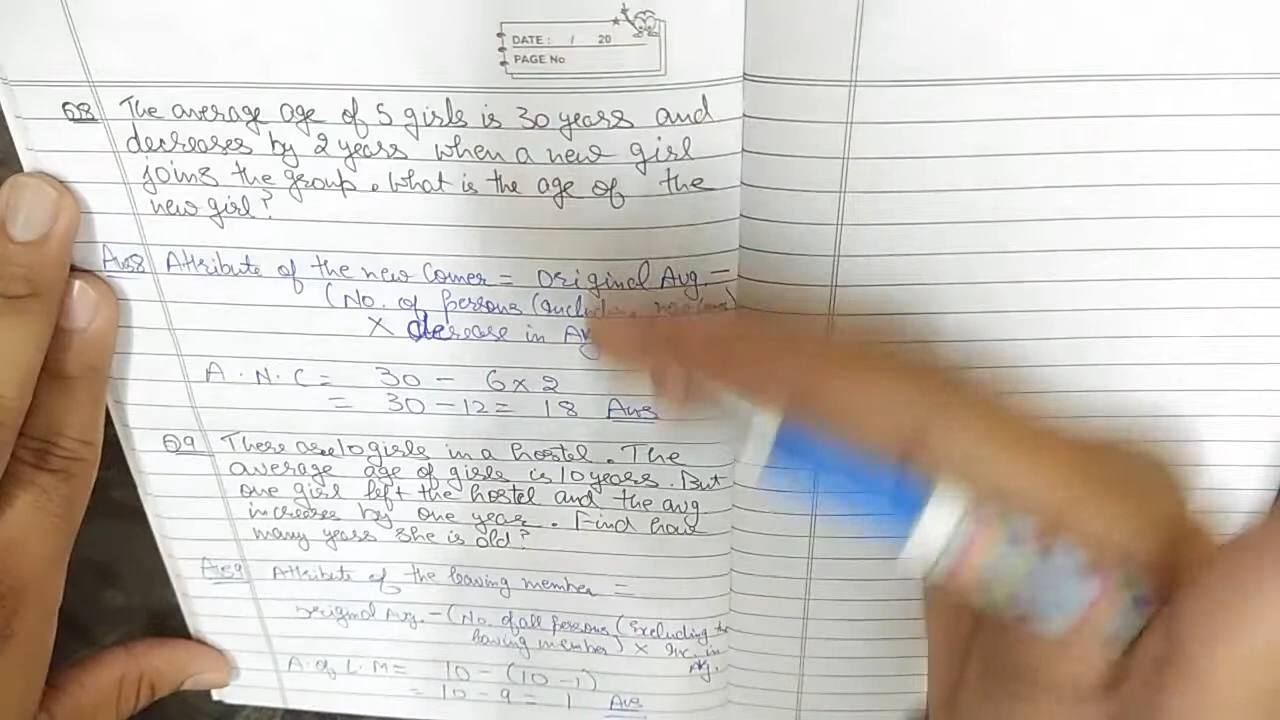 DATE: / 20
PAGE No
Q8 The average age of 5 girls is 30 years and
decreases by 2 years when a new girl
joins the group. What is the age of the
new girl?
Ans8 Attribute of the new Comer = Original Avg -
(No. of persons (including
X decrease in Avg
A.N.C = 30 - 6 x 2
= 30 - 12 = 18 Ans
Q9 There are 10 girls in a hostel. The
average age of girls is 10 years. But
one girl left the hostel and the avg
increases by one year. Find how
many years she is old?
Ans9 Attribute of the leaving member =
original Avg. - (No. of all persons (Excluding the
leaving member) x inc. in
Avg.
A. of L.M = 10 - (10 - 1)
= 10 - 9 = 1 Ans